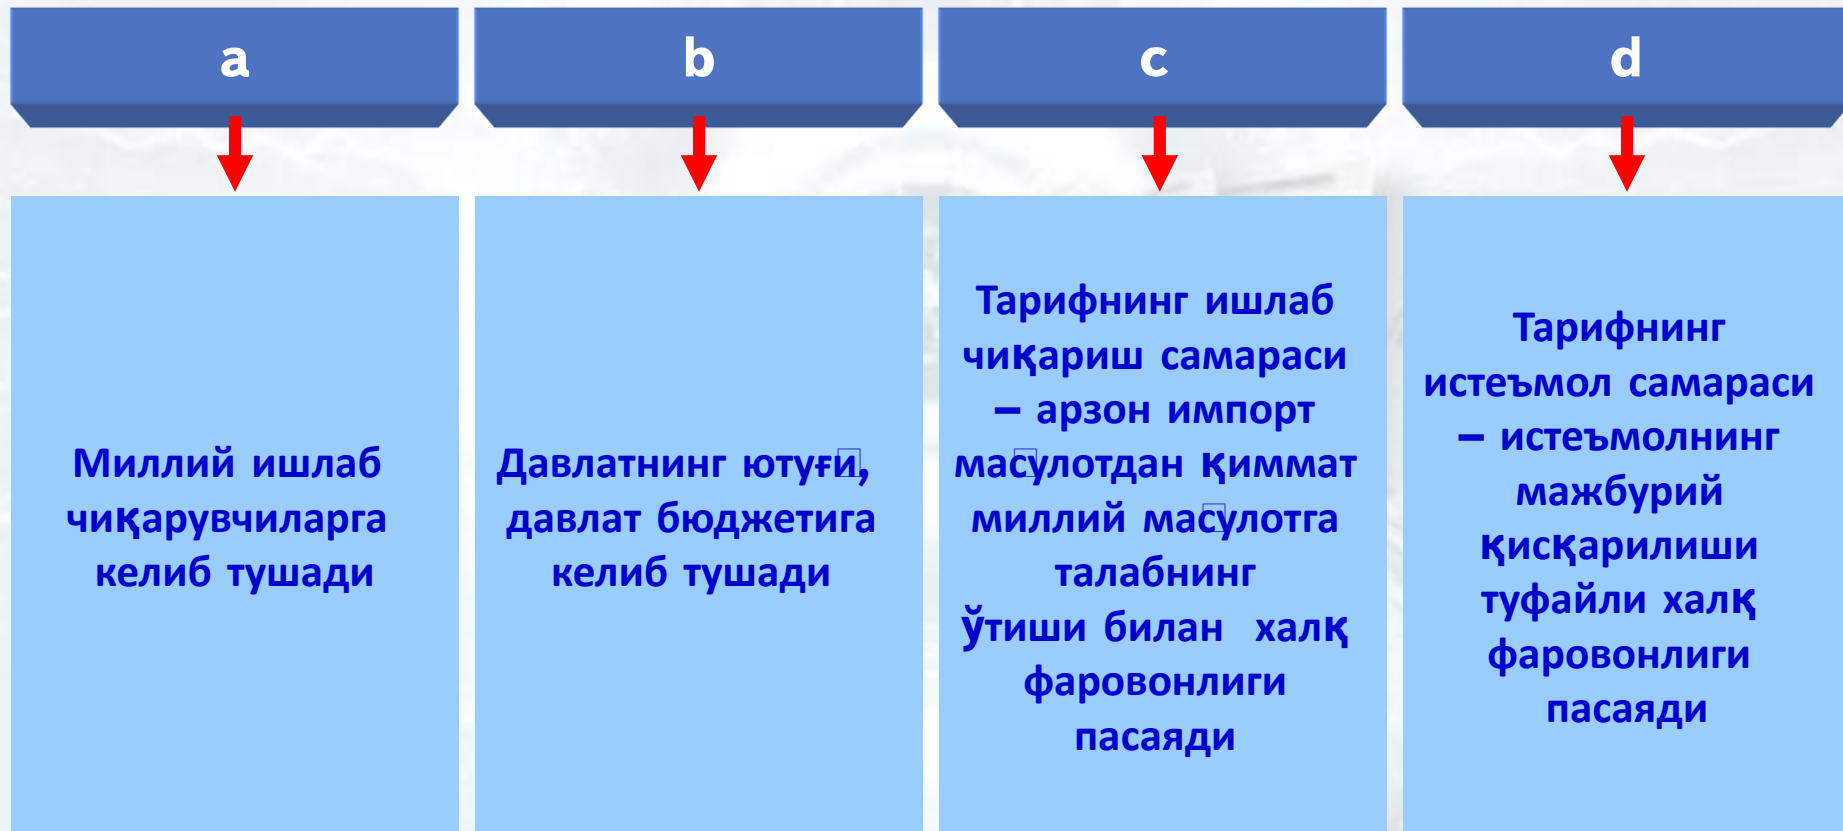 a
b
c
d
Миллий ишлаб
чиқарувчиларга
келиб тушади
Давлатнинг ютуғи,
давлат бюджетига
келиб тушади
Тарифнинг ишлаб
чиқариш самараси
– арзон импорт
масулотдан қиммат
миллий масулотга
талабнинг
ўтиши билан халқ
фаровонлиги
пасаяди
Тарифнинг
истеъмол самараси
– истеъмолнинг
мажбурий
қисқарилиши
туфайли халқ
фаровонлиги
пасаяди